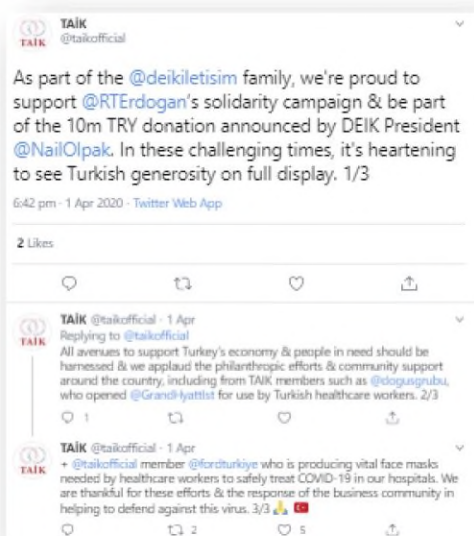 TAİK
@taikofficial
TAİK
As part of the @deikiletisim family, we're proud to
support @RTErdogan's solidarity campaign & be part
of the 10m TRY donation announced by DEIK President
@NailOlpak. In these challenging times, it's heartening
to see Turkish generosity on full display. 1/3
6:42 pm · 1 Apr 2020 · Twitter Web App
2 Likes
TAİK @taikofficial · 1 Apr
TAİK
Replying to @taikofficial
All avenues to support Turkey's economy & people in need should be
harnessed & we applaud the philanthropic efforts & community support
around the country, including from TAIK members such as @dogusgrubu,
who opened @GrandHyattIst for use by Turkish healthcare workers. 2/3
1
TAİK @taikofficial · 1 Apr
TAİK
+ @taikofficial member @fordturkiye who is producing vital face masks
needed by healthcare workers to safely treat COVID-19 in our hospitals. We
are thankful for these efforts & the response of the business community in
helping to defend against this virus. 3/3 🙏 🇹🇷
2 5